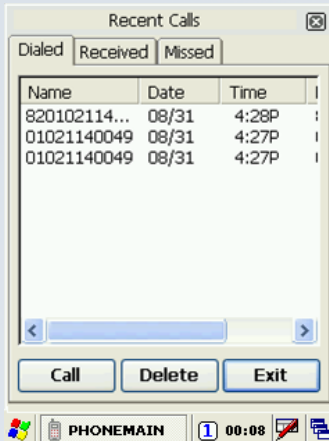 Recent Calls
Dialed Received Missed
Name Date Time
820102114... 08/31 4:28P
01021140049 08/31 4:27P
01021140049 08/31 4:27P
Call Delete Exit
PHONEMAIN 1 00:08